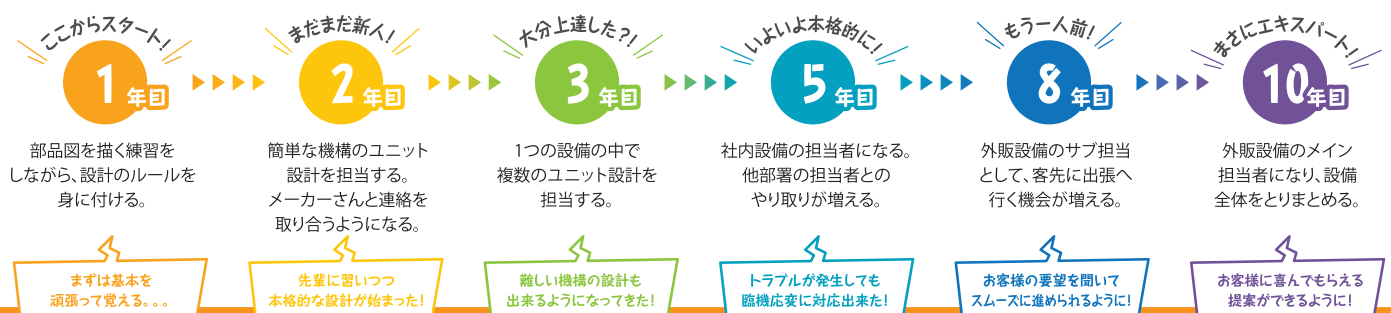 ここからスタート!
1年目
部品図を描く練習を
しながら、設計のルールを
身に付ける。
まずは基本を
頑張って覚える。。。
まだまだ新人!
2年目
簡単な機構のユニット
設計を担当する。
メーカーさんと連絡を
取り合うようになる。
先輩に習いつつ
本格的な設計が始まった!
大分上達した?!
3年目
1つの設備の中で
複数のユニット設計を
担当する。
難しい機構の設計も
出来るようになってきた!
いよいよ本格的に!
5年目
社内設備の担当者になる。
他部署の担当者との
やり取りが増える。
トラブルが発生しても
臨機応変に対応出来た!
もう一人前!
8年目
外販設備のサブ担当
として、客先に出張へ
行く機会が増える。
お客様の要望を聞いて
スムーズに進められるように!
まさにエキスパート!
10年目
外販設備のメイン
担当者になり、設備
全体をとりまとめる。
お客様に喜んでもらえる
提案ができるように!